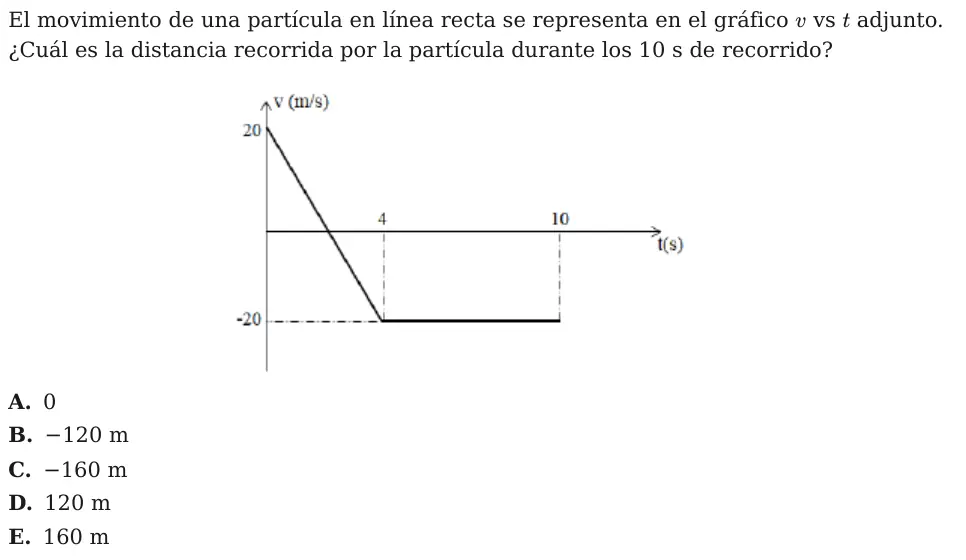 El movimiento de una partícula en línea recta se representa en el gráfico v vs t adjunto.
¿Cuál es la distancia recorrida por la partícula durante los 10 s de recorrido?
v (m/s)
20
4
10
t(s)
-20
A. 0
B. −120 m
C. −160 m
D. 120 m
E. 160 m